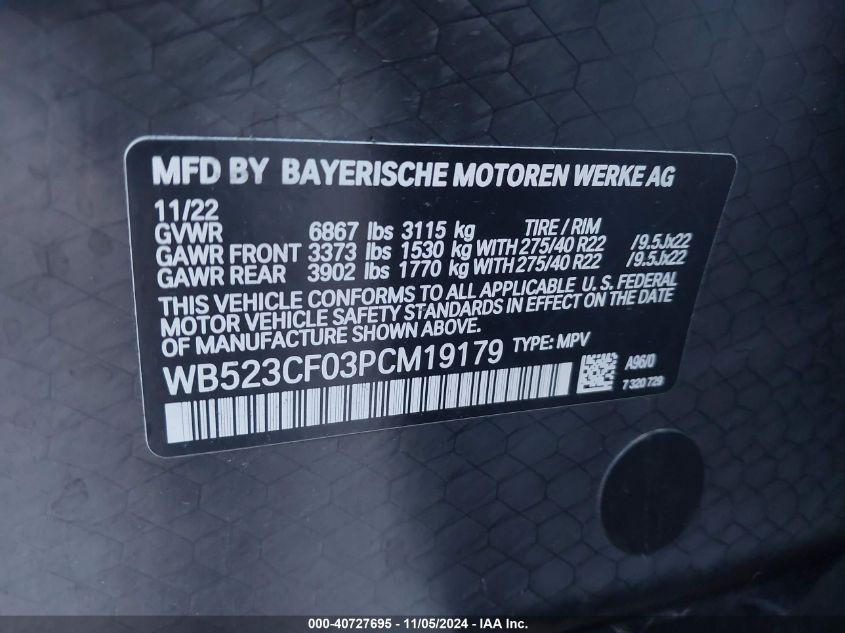 MFD BY BAYERISCHE MOTOREN WERKE AG
11/22
GVWR 6867 lbs 3115 kg TIRE / RIM
GAWR FRONT 3373 lbs 1530 kg WITH 275/40 R22 /9.5Jx22
GAWR REAR 3902 lbs 1770 kg WITH 275/40 R22 /9.5Jx22
THIS VEHICLE CONFORMS TO ALL APPLICABLE U. S. FEDERAL
MOTOR VEHICLE SAFETY STANDARDS IN EFFECT ON THE DATE
OF MANUFACTURE SHOWN ABOVE.
WB523CF03PCM19179 TYPE: MPV
A96/0
7 320 729
000-40727695 - 11/05/2024 - IAA Inc.